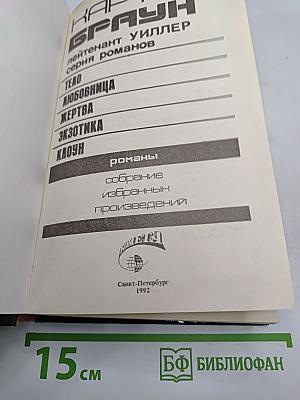 БРАУН
лейтенант УИЛЛЕР
серия романов
ТЕЛО
ЛЮБОВНИЦА
ЖЕРТВА
ЭКЗОТИКА
КЛОУН
романы
собрание
избранных
произведений
Санкт-Петербург
1992
15 см
БФ БИБЛИОФАН